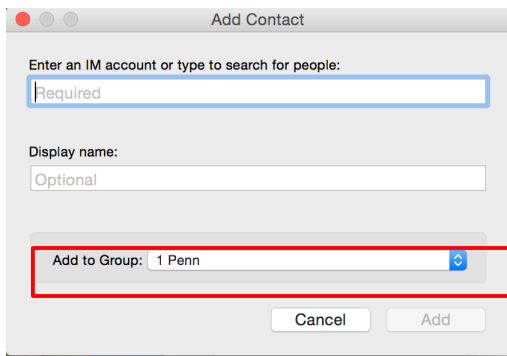 Add Contact
Enter an IM account or type to search for people:
Required
Display name:
Optional
Add to Group: 1 Penn
Cancel Add